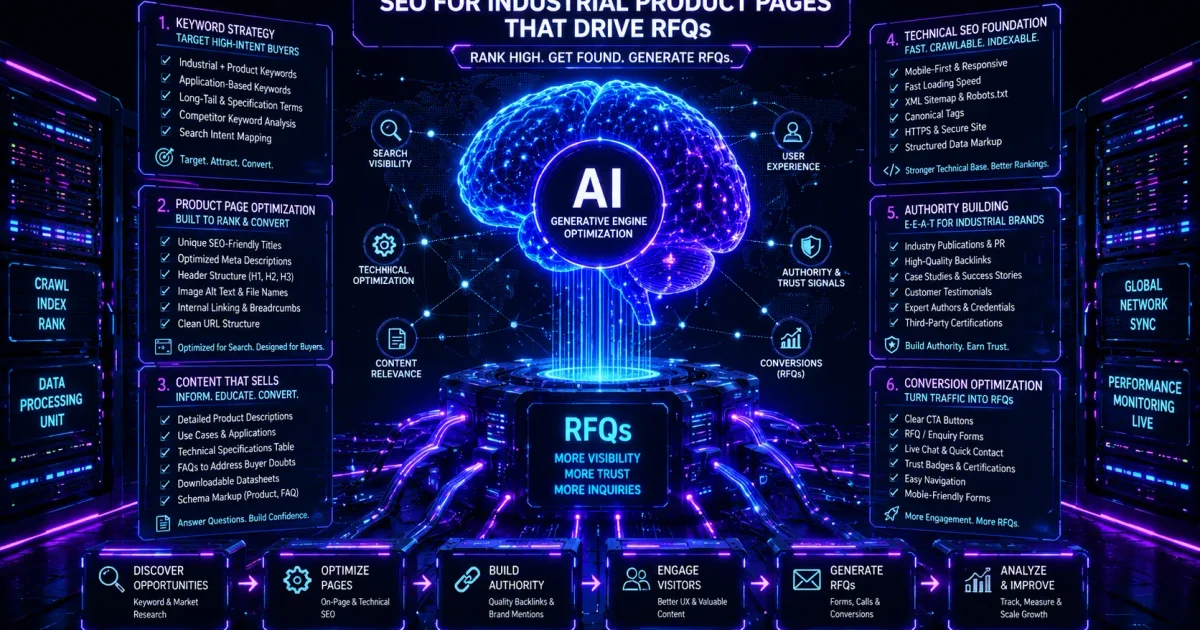 SEO FOR INDUSTRIAL PRODUCT PAGES
THAT DRIVE RFQs
RANK HIGH. GET FOUND. GENERATE RFQs.
1. KEYWORD STRATEGY
TARGET HIGH-INTENT BUYERS
Industrial + Product Keywords
Application-Based Keywords
Long-Tail & Specification Terms
Competitor Keyword Analysis
Search Intent Mapping
Target. Attract. Convert.
2. PRODUCT PAGE OPTIMIZATION
BUILT TO RANK & CONVERT
Unique SEO-Friendly Titles
Optimized Meta Descriptions
Header Structure (H1, H2, H3)
Image Alt Text & File Names
Internal Linking & Breadcrumbs
Clean URL Structure
Optimized for Search. Designed for Buyers.
3. CONTENT THAT SELLS
INFORM. EDUCATE. CONVERT.
Detailed Product Descriptions
Use Cases & Applications
Technical Specifications Table
FAQs to Address Buyer Doubts
Downloadable Datasheets
Schema Markup (Product, FAQ)
Answer Questions. Build Confidence.
CRAWL
INDEX
RANK
DATA
PROCESSING
UNIT
SEARCH
VISIBILITY
TECHNICAL
OPTIMIZATION
CONTENT
RELEVANCE
AI
GENERATIVE ENGINE
OPTIMIZATION
USER
EXPERIENCE
AUTHORITY &
TRUST SIGNALS
CONVERSIONS
(RFQs)
RFQs
MORE VISIBILITY
MORE TRUST
MORE INQUIRIES
4. TECHNICAL SEO FOUNDATION
FAST. CRAWLABLE. INDEXABLE.
Mobile-First & Responsive
Fast Loading Speed
XML Sitemap & Robots.txt
Canonical Tags
HTTPS & Secure Site
Structured Data Markup
</> Stronger Technical Base. Better Rankings.
5. AUTHORITY BUILDING
E-E-A-T FOR INDUSTRIAL BRANDS
Industry Publications & PR
High-Quality Backlinks
Case Studies & Success Stories
Customer Testimonials
Expert Authors & Credentials
Third-Party Certifications
Build Authority. Earn Trust.
6. CONVERSION OPTIMIZATION
TURN TRAFFIC INTO RFQs
Clear CTA Buttons
RFQ / Enquiry Forms
Live Chat & Quick Contact
Trust Badges & Certifications
Easy Navigation
Mobie-Friendly Forms
More Engagement. More RFQs.
GLOBAL
NETWORK
SYNC
PERFORMANCE
MONITORING
LIVE
DISCOVER
OPPORTUNITIES
Keyword & Market
Research
OPTIMIZE
PAGES
On-Page & Technical
SEO
BUILD
AUTHORITY
Quality Backlinks &
Brand Mentions
ENGAGE
VISITORS
Better UX & Valuable
Content
GENERATE
RFQs
Forms, Calls &
Conversions
ANALYZE
& IMPROVE
Track, Measure &
Scale Growth